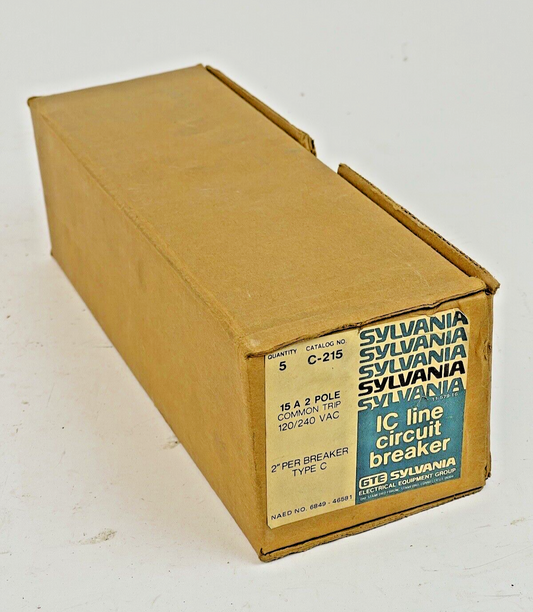 QUANTITY CATALOG NO.
5 C-215
15 A 2 POLE
COMMON TRIP
120/240 VAC
2" PER BREAKER
TYPE C
NAED NO. 6849 - 46581
SYLVANIA
SYLVANIA
SYLVANIA
SYLVANIA
SYLVANIA
IC line
circuit
breaker
GTE SYLVANIA
ELECTRICAL EQUIPMENT GROUP